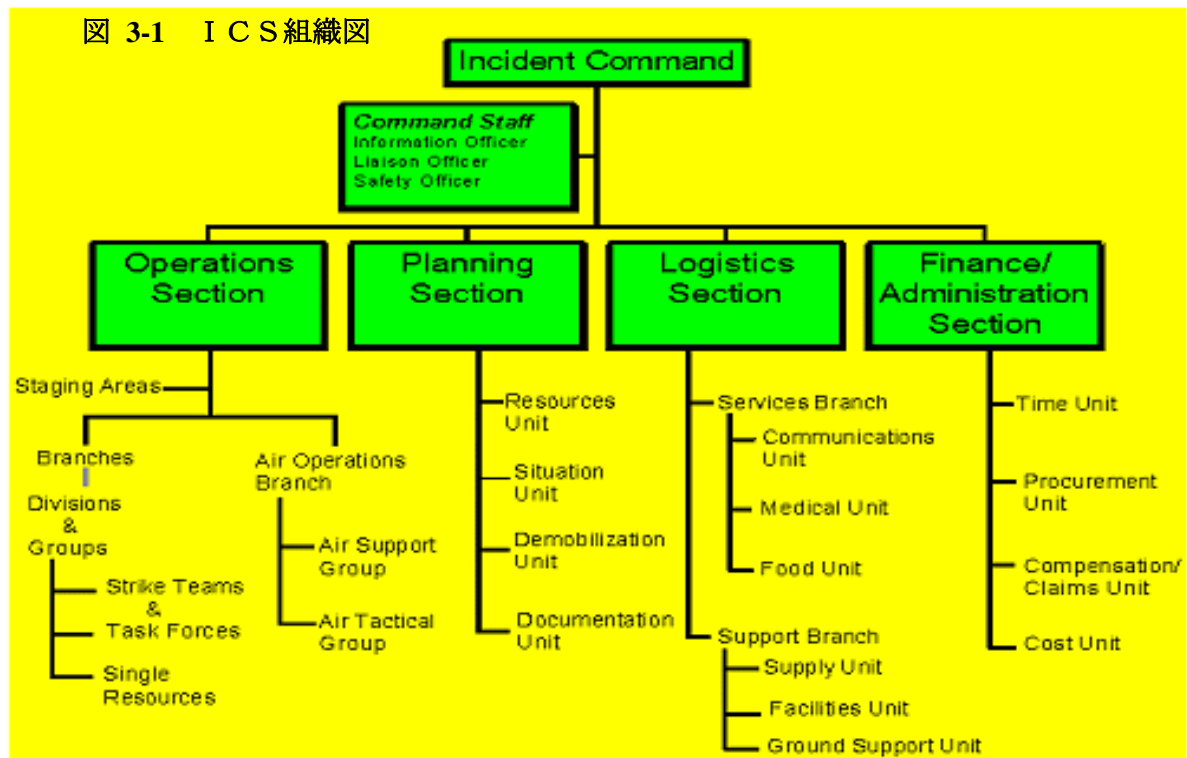 図 3-1 ＩＣＳ組織図
Incident Command
Command Staff
Information Officer
Liaison Officer
Safety Officer
Operations
Section
Planning
Section
Logistics
Section
Finance/
Administration
Section
Staging Areas
Branches
Divisions
&
Groups
Strike Teams
&
Task Forces
Single
Resources
Air Operations
Branch
Air Support
Group
Air Tactical
Group
Resources
Unit
Situation
Unit
Demobilization
Unit
Documentation
Unit
Services Branch
Communications
Unit
Medical Unit
Food Unit
Support Branch
Supply Unit
Facilities Unit
Ground Support Unit
Time Unit
Procurement
Unit
Compensation/
Claims Unit
Cost Unit